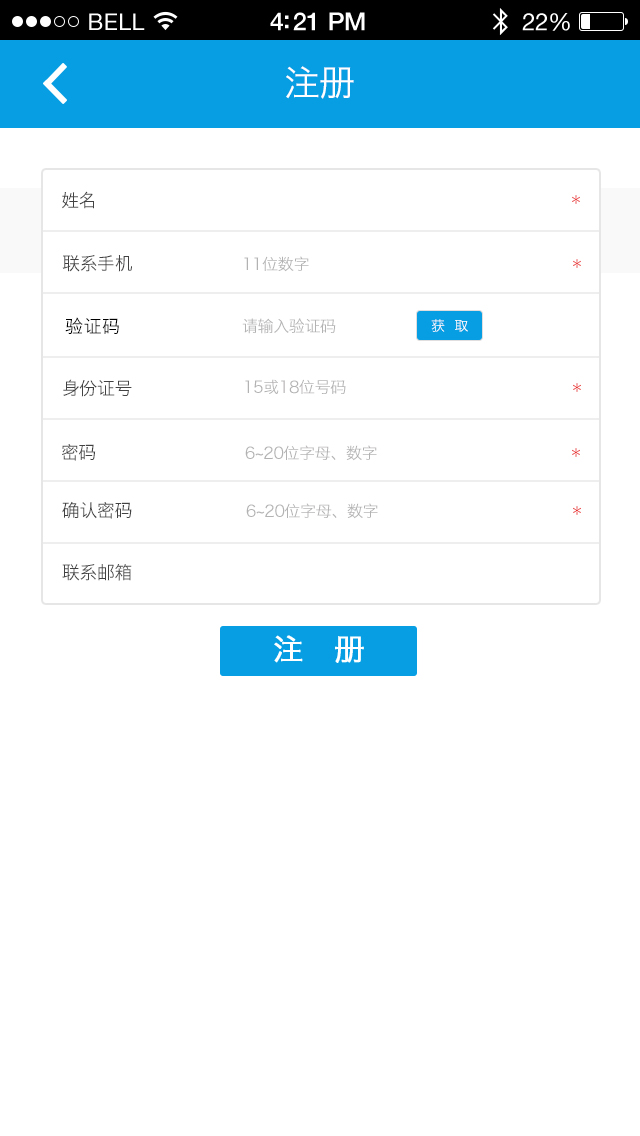 BELL 4:21 PM 22%
注册
姓名 *
联系手机 11位数字 *
验证码 请输入验证码 获 取
身份证号 15或18位号码 *
密码 6~20位字母、数字 *
确认密码 6~20位字母、数字 *
联系邮箱
注 册